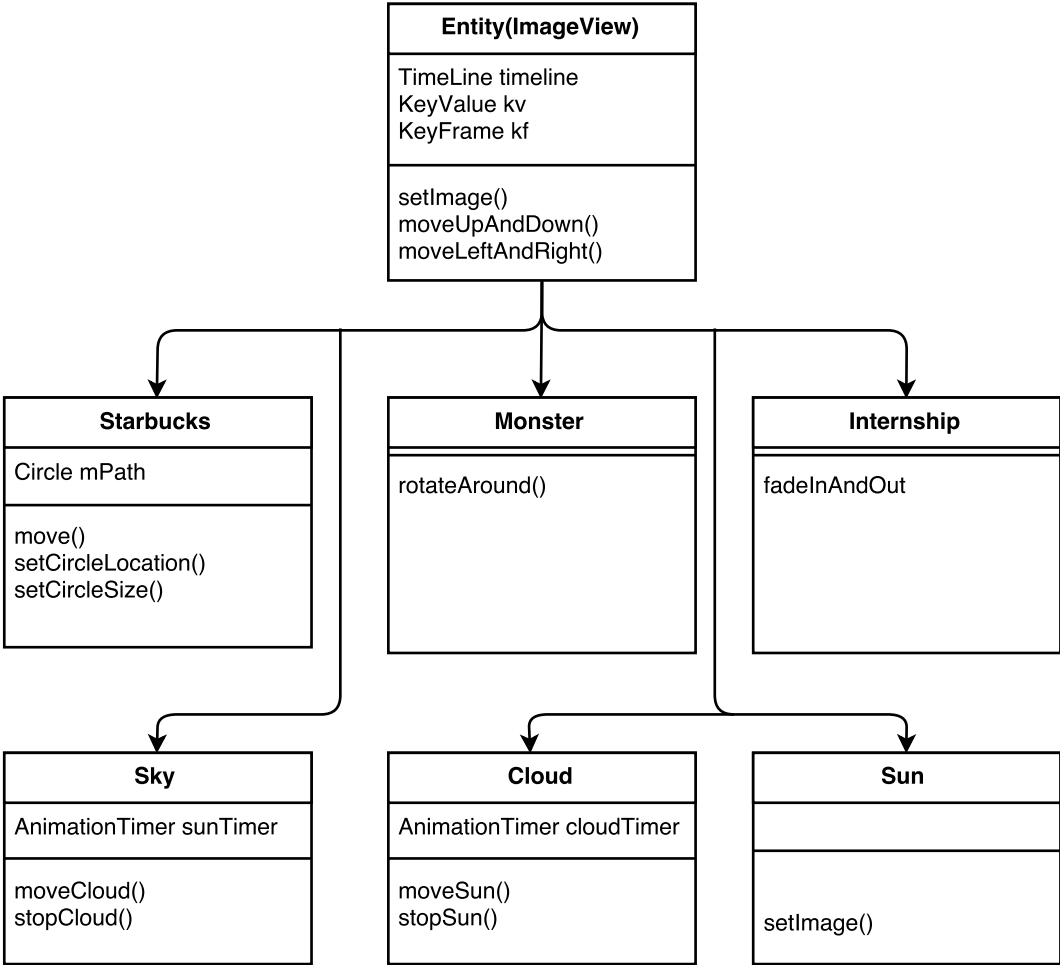 Entity(ImageView)
TimeLine timeline
KeyValue kv
KeyFrame kf
setImage()
moveUpAndDown()
moveLeftAndRight()
Starbucks
Circle mPath
move()
setCircleLocation()
setCircleSize()
Monster
rotateAround()
Internship
fadeInAndOut
Sky
AnimationTimer sunTimer
moveCloud()
stopCloud()
Cloud
AnimationTimer cloudTimer
moveSun()
stopSun()
Sun
setImage()